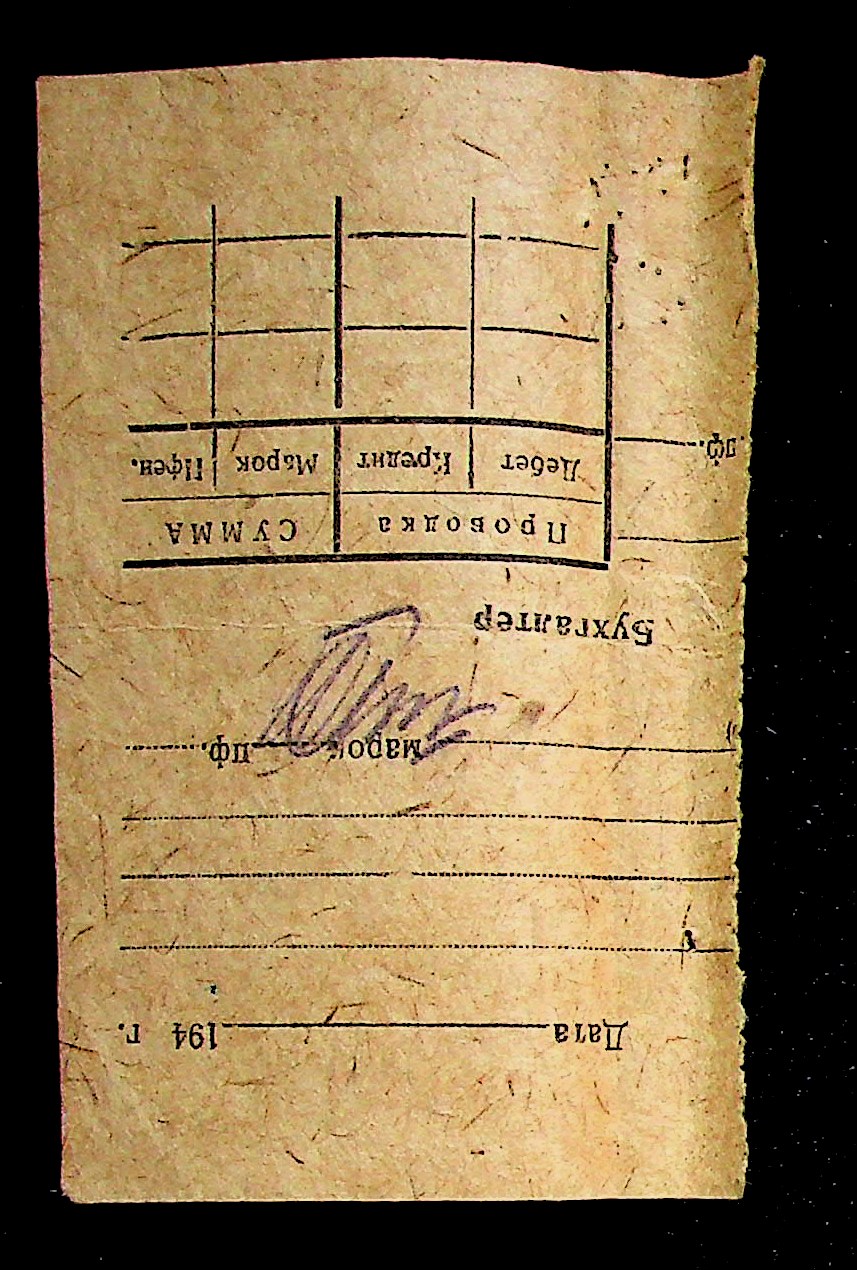 Дата 194 г.
марок пф.
Бухгалтер
Проводка СУММА
пф. Дебет Кредит Марок Пфен.